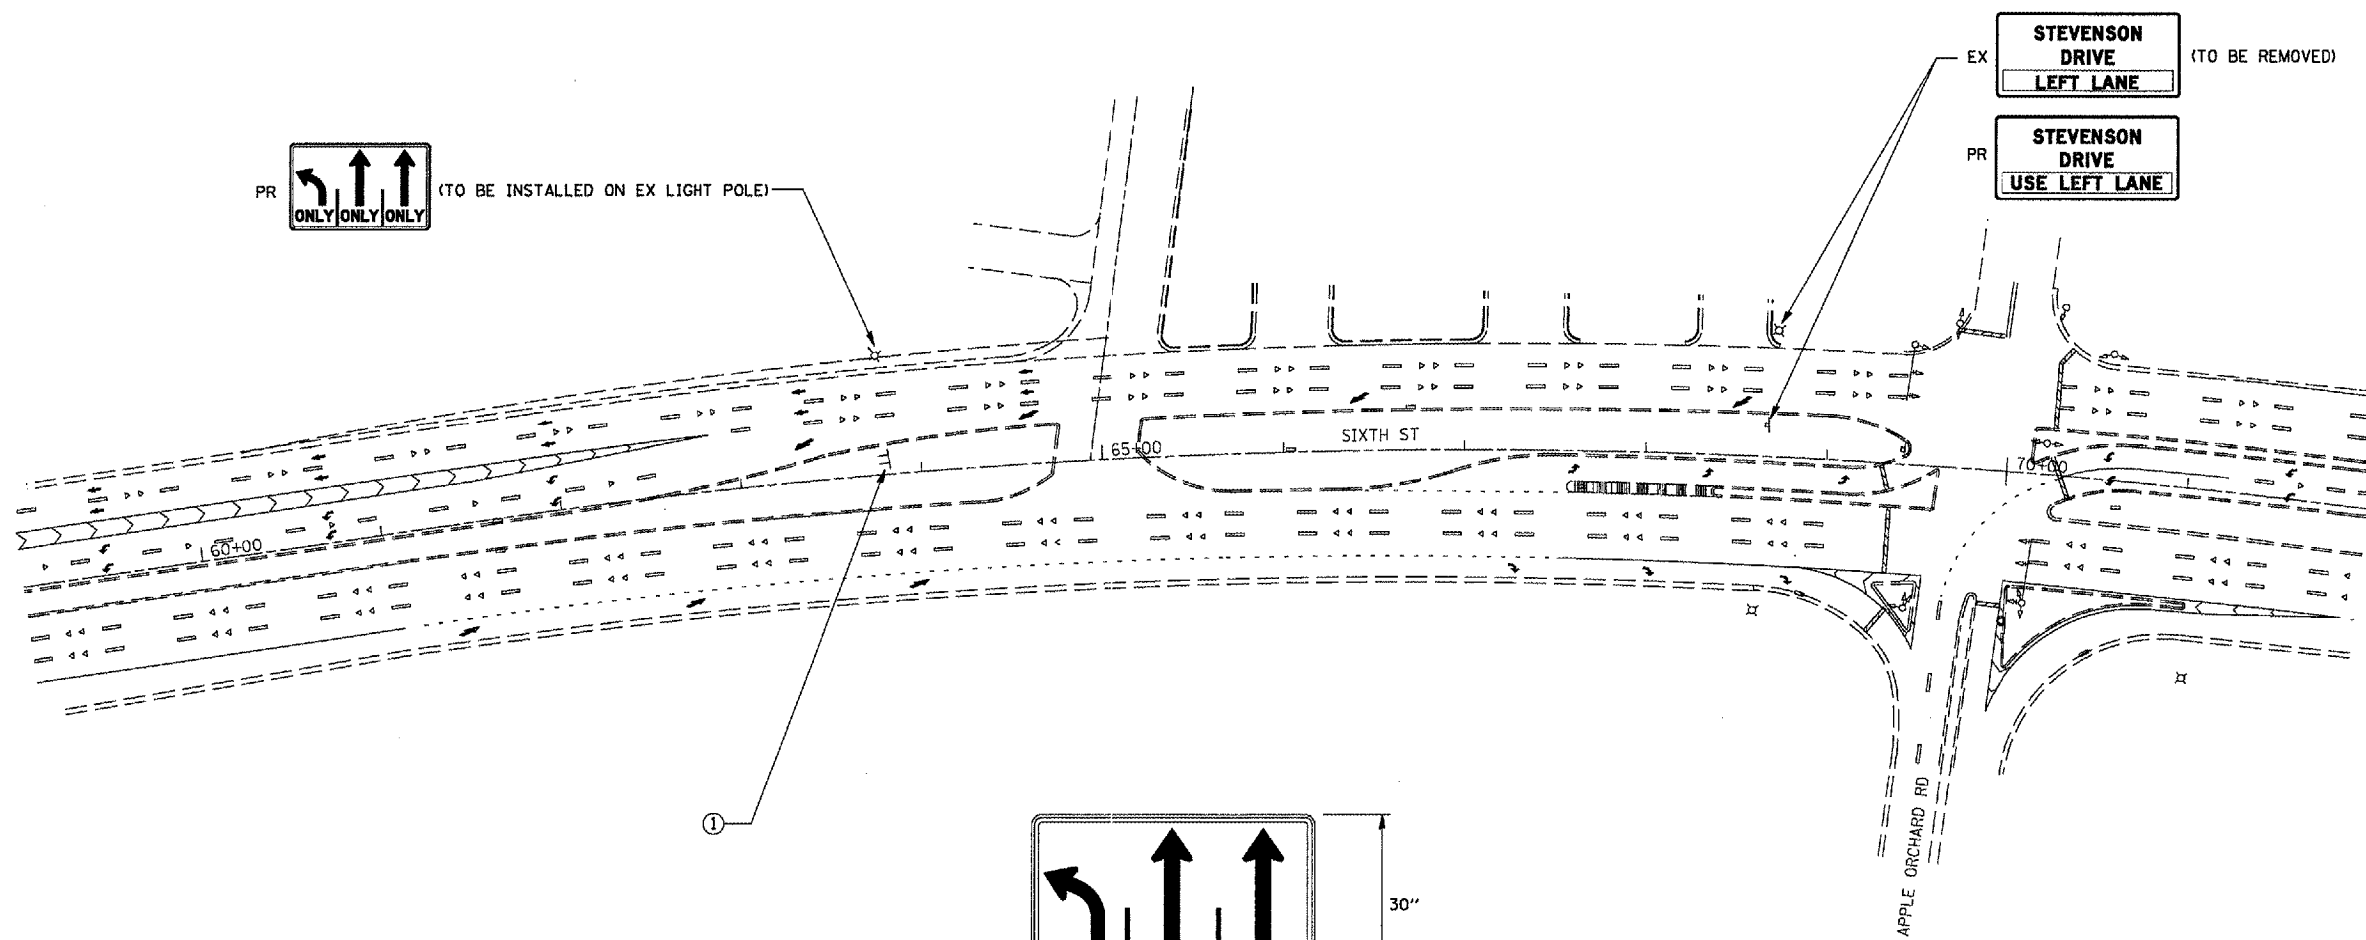 EX
STEVENSON
DRIVE
LEFT LANE
(TO BE REMOVED)
PR
STEVENSON
DRIVE
USE LEFT LANE
PR
ONLY ONLY ONLY
(TO BE INSTALLED ON EX LIGHT POLE)
SIXTH ST
65+00
70+00
60+00
1
30"
APPLE ORCHARD RD